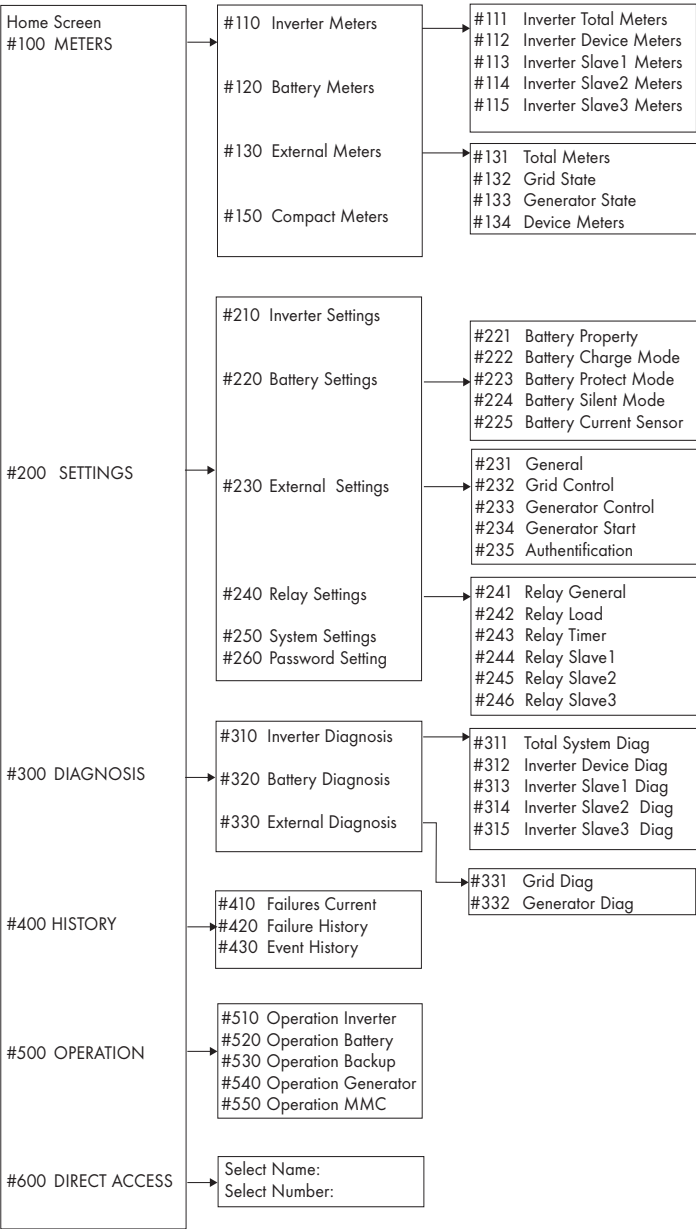 Home Screen
#100 METERS
#110 Inverter Meters
#120 Battery Meters
#130 External Meters
#150 Compact Meters
#111 Inverter Total Meters
#112 Inverter Device Meters
#113 Inverter Slave1 Meters
#114 Inverter Slave2 Meters
#115 Inverter Slave3 Meters
#131 Total Meters
#132 Grid State
#133 Generator State
#134 Device Meters
#200 SETTINGS
#210 Inverter Settings
#220 Battery Settings
#230 External Settings
#240 Relay Settings
#250 System Settings
#260 Password Setting
#221 Battery Property
#222 Battery Charge Mode
#223 Battery Protect Mode
#224 Battery Silent Mode
#225 Battery Current Sensor
#231 General
#232 Grid Control
#233 Generator Control
#234 Generator Start
#235 Authentification
#241 Relay General
#242 Relay Load
#243 Relay Timer
#244 Relay Slave1
#245 Relay Slave2
#246 Relay Slave3
#300 DIAGNOSIS
#310 Inverter Diagnosis
#320 Battery Diagnosis
#330 External Diagnosis
#311 Total System Diag
#312 Inverter Device Diag
#313 Inverter Slave1 Diag
#314 Inverter Slave2 Diag
#315 Inverter Slave3 Diag
#331 Grid Diag
#332 Generator Diag
#400 HISTORY
#410 Failures Current
#420 Failure History
#430 Event History
#500 OPERATION
#510 Operation Inverter
#520 Operation Battery
#530 Operation Backup
#540 Operation Generator
#550 Operation MMC
#600 DIRECT ACCESS
Select Name:
Select Number: